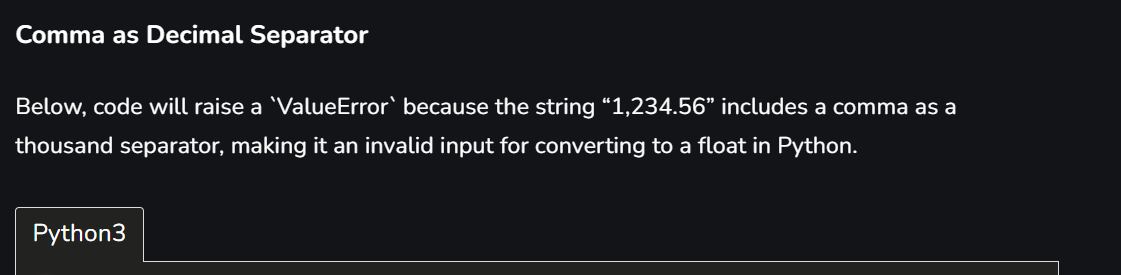 Comma as Decimal Separator
Below, code will raise a `ValueError` because the string “1,234.56” includes a comma as a
thousand separator, making it an invalid input for converting to a float in Python.
Python3